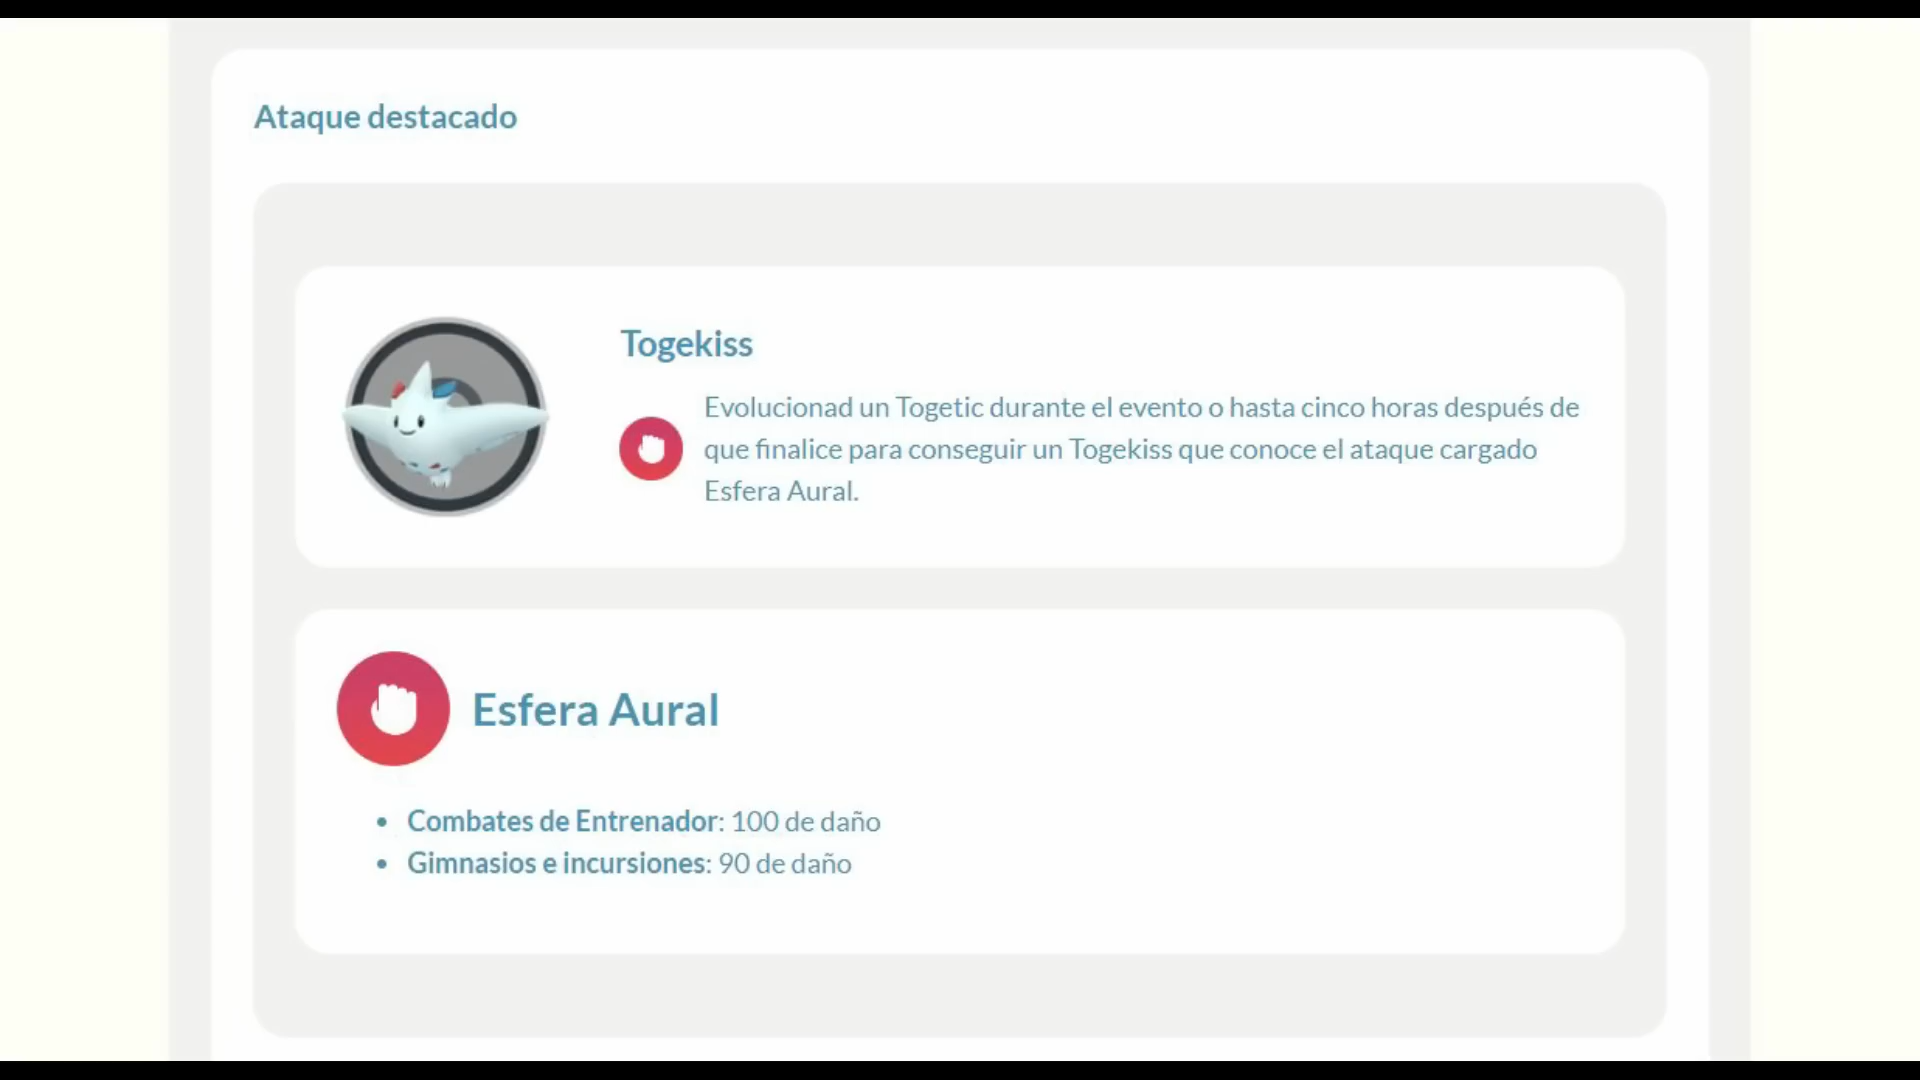 Ataque destacado
Togekiss
Evolucionad un Togetic durante el evento o hasta cinco horas después de
que finalice para conseguir un Togekiss que conoce el ataque cargado
Esfera Aural.
Esfera Aural
• Combates de Entrenador: 100 de daño
• Gimnasios e incursiones: 90 de daño